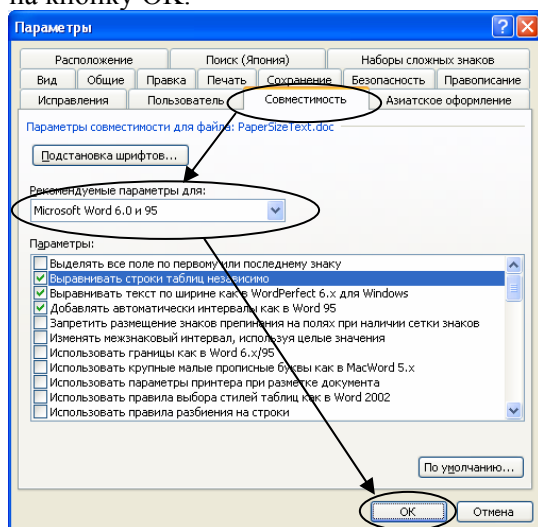 на кнопку ОК.
Параметры
Расположение Поиск (Япония) Наборы сложных знаков
Вид Общие Правка Печать Сохранение Безопасность Правописание
Исправления Пользователь Совместимость Азиатское оформление
Параметры совместимости для файла: PaperSizeText.doc
Подстановка шрифтов...
Рекомендуемые параметры для:
Microsoft Word 6.0 и 95
Параметры:
Выделять все поле по первому или последнему знаку
Выравнивать строки таблиц независимо
Выравнивать текст по ширине как в WordPerfect 6.x для Windows
Добавлять автоматически интервалы как в Word 95
Запретить размещение знаков препинания на полях при наличии сетки знаков
Изменять межзнаковый интервал, используя целые значения
Использовать границы как в Word 6.x/95
Использовать крупные малые прописные буквы как в MacWord 5.x
Использовать параметры принтера при разметке документа
Использовать правила выбора стилей таблиц как в Word 2002
Использовать правила разбиения на строки
По умолчанию...
ОК Отмена